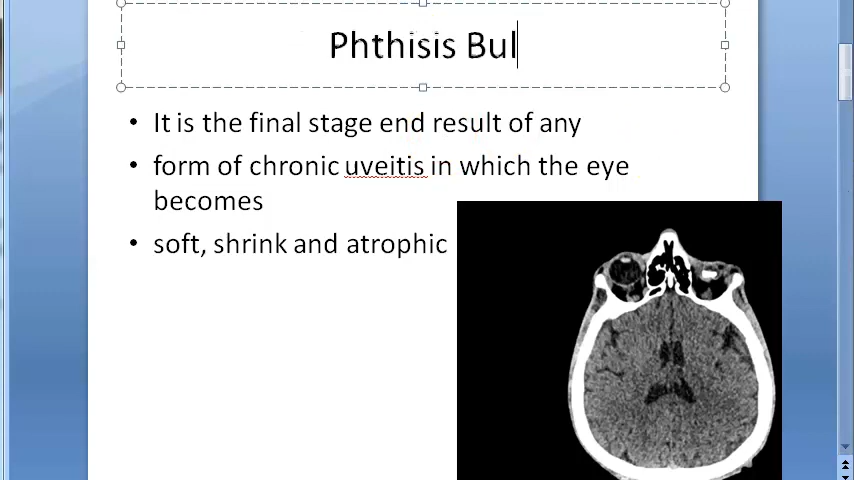 Phthisis Bul
• It is the final stage end result of any
• form of chronic uveitis in which the eye
becomes
• soft, shrink and atrophic